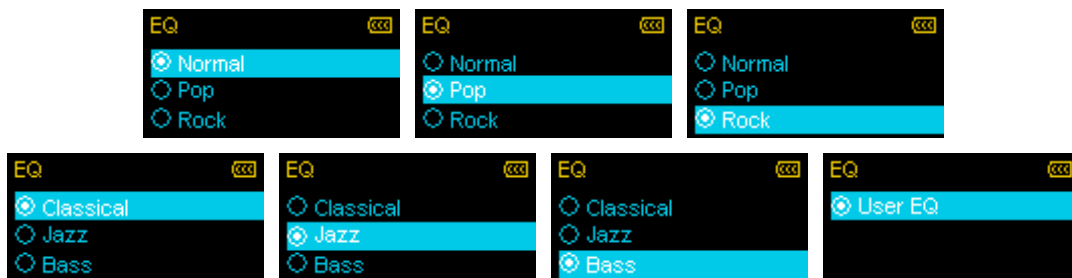 EQ
Normal
Pop
Rock
EQ
Normal
Pop
Rock
EQ
Normal
Pop
Rock
EQ
Classical
Jazz
Bass
EQ
Classical
Jazz
Bass
EQ
Classical
Jazz
Bass
EQ
User EQ